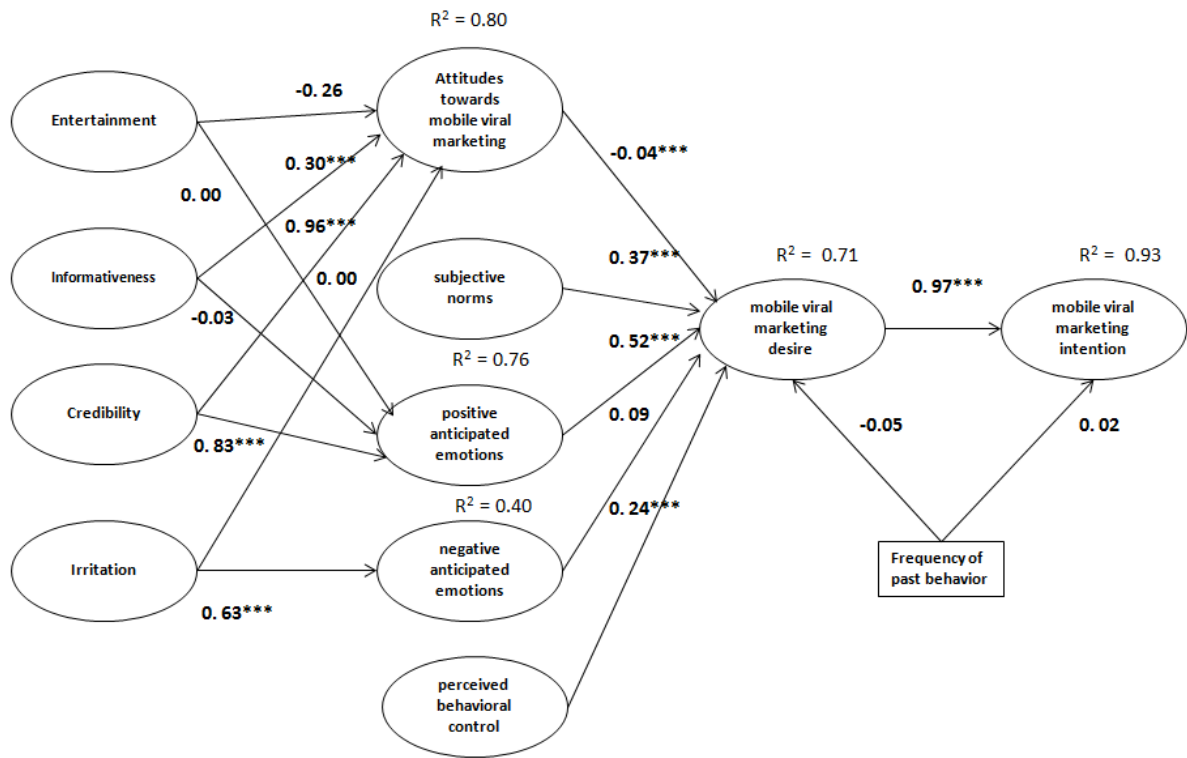 R² = 0.80
Attitudes
towards
mobile viral
marketing
-0.26
Entertainment
0. 30***
-0. 04***
0. 00
0. 96***
Informativeness
0. 00
subjective
norms
0. 37***
R² = 0.71
R² = 0.93
0. 97***
mobile viral
marketing
desire
mobile viral
marketing
intention
-0.03
0. 52***
R² = 0.76
Credibility
positive
anticipated
emotions
0. 83***
0.09
-0.05
0. 02
R² = 0.40
0. 24***
Irritation
negative
anticipated
emotions
Frequency of
past behavior
0. 63***
perceived
behavioral
control